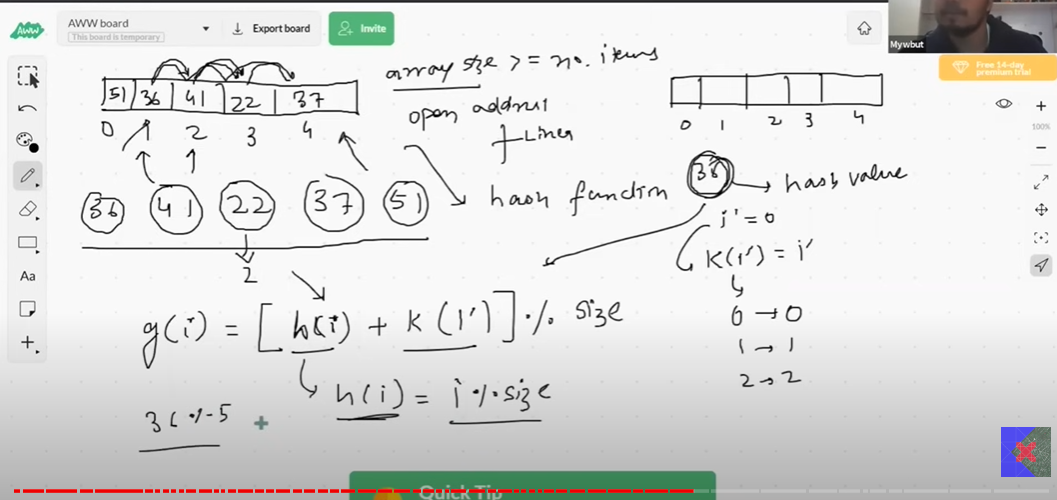 AWW
AWW board
This board is temporary
Export board
Invite
Mywbut
Free 14-day
premium trial
100%
Aa
51 36 41 22 37
0 1 2 3 4
array size >= no. items
open address
Linea
0 1 2 3 4
36 41 22 37 51
hash function
36 hash value
i' = 0
K(i') = i'
2
0 → 0
1 → 1
2 → 2
g(i) = [h(i) + K(i')] % size
h(i) = i % size
36 % 5
Quick Tip